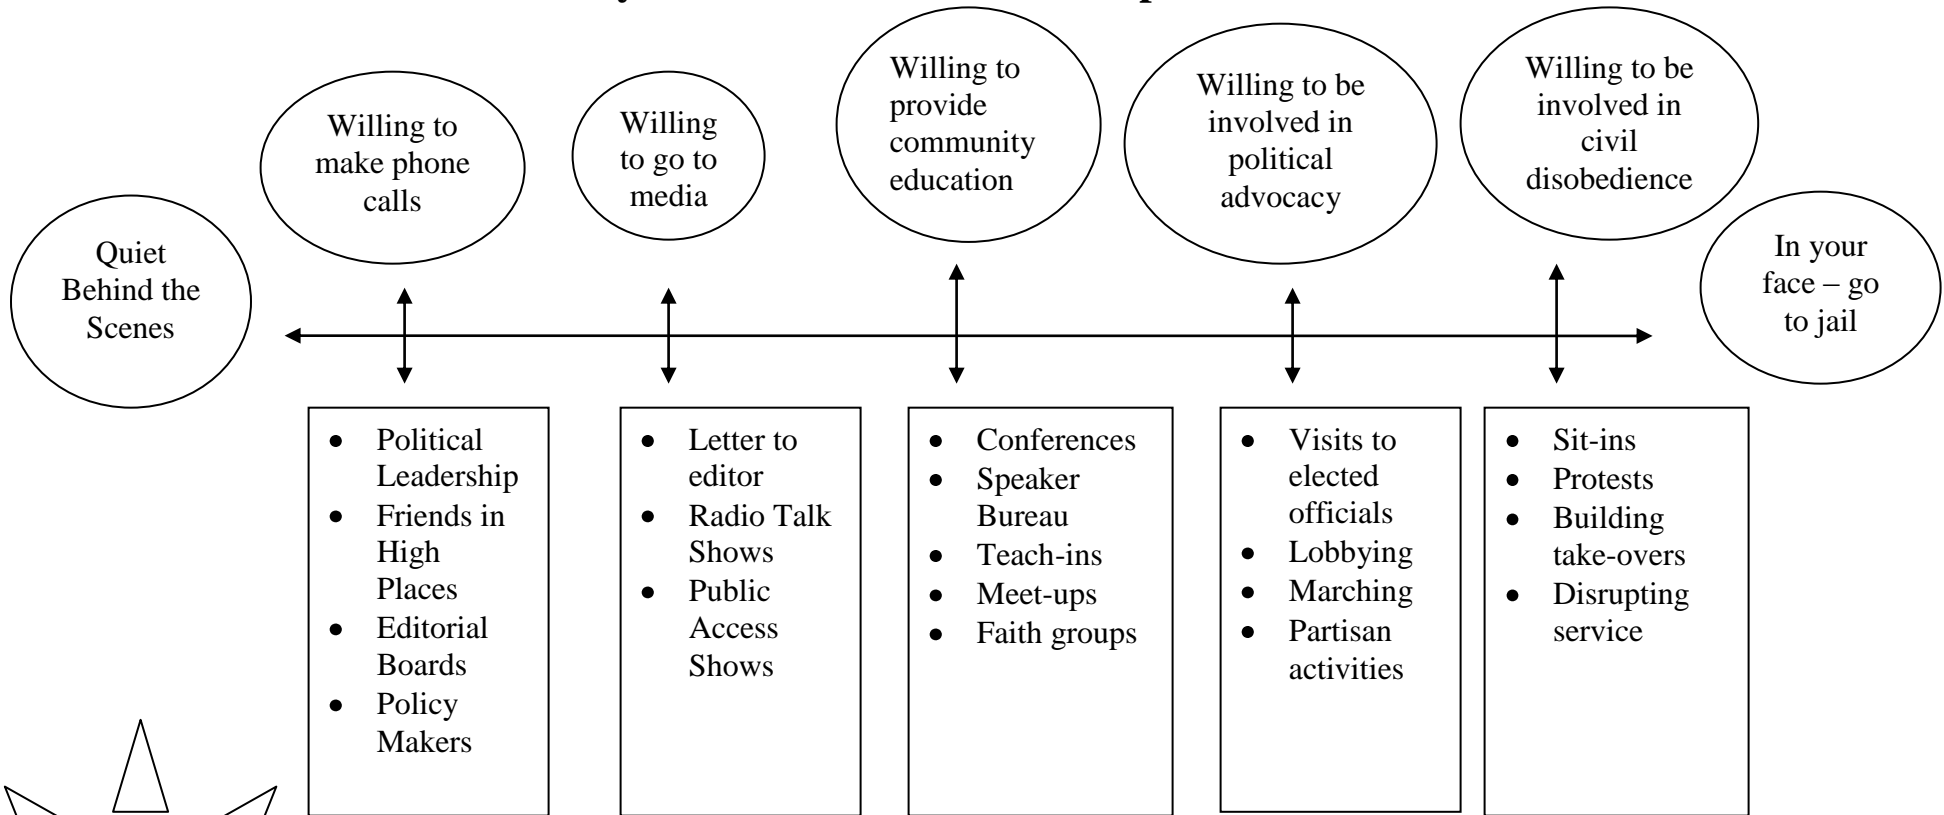 Willing to
make phone
calls
Willing
to go to
media
Willing to
provide
community
education
Willing to be
involved in
political
advocacy
Willing to be
involved in
civil
disobedience
Quiet
Behind the
Scenes
In your
face – go
to jail
● Political
Leadership
● Friends in
High
Places
● Editorial
Boards
● Policy
Makers
● Letter to
editor
● Radio Talk
Shows
● Public
Access
Shows
● Conferences
● Speaker
Bureau
● Teach-ins
● Meet-ups
● Faith groups
● Visits to
elected
officials
● Lobbying
● Marching
● Partisan
activities
● Sit-ins
● Protests
● Building
take-overs
● Disrupting
service